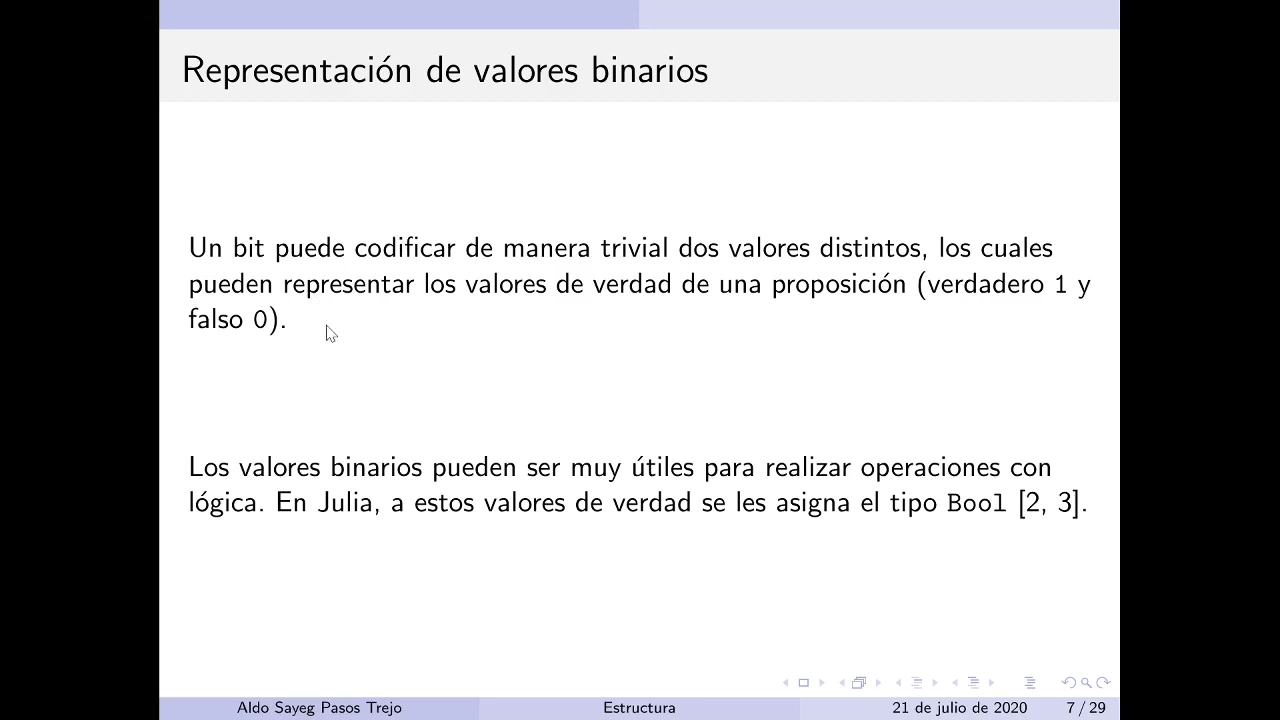 Representación de valores binarios
Un bit puede codificar de manera trivial dos valores distintos, los cuales
pueden representar los valores de verdad de una proposición (verdadero 1 y
falso 0).
Los valores binarios pueden ser muy útiles para realizar operaciones con
lógica. En Julia, a estos valores de verdad se les asigna el tipo Bool [2, 3].
Aldo Sayeg Pasos Trejo Estructura 21 de julio de 2020 7 / 29